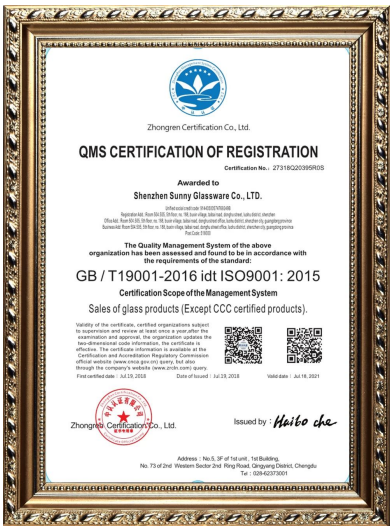 Zhongren Certification Co., Ltd.
QMS CERTIFICATION OF REGISTRATION
Certification No.: 27318Q20395R0S
Awarded to
Shenzhen Sunny Glassware Co., LTD.
The Quality Management System of the above
organization has been assessed and found to be in accordance with
the requirements of the standard:
GB / T19001-2016 idt ISO9001: 2015
Certification Scope of the Management System
Sales of glass products (Except CCC certified products).
Validity of the certificate, certified organizations subject
to supervision and review at least once a year, after the
examination and approval, the organization updates the
two-dimensional code information, the certificate is
effective. The certificate information is available at the
Certification and Accreditation Regulatory Commission
official website (www.cnca.gov.cn) query, but also
through the company's website (www.zrcln.com) query.
First certified date : Jul.19, 2018 Date of Issued : Jul.19, 2018 Valid date : Jul 18, 2021
Zhongren Certification Co., Ltd.
Issued by : Haibo che
Address : No.5, 3F of 1st unit , 1st Building,
No. 73 of 2nd Western Sector 2nd Ring Road, Qingyang District, Chengdu
Tel : 028-62373001